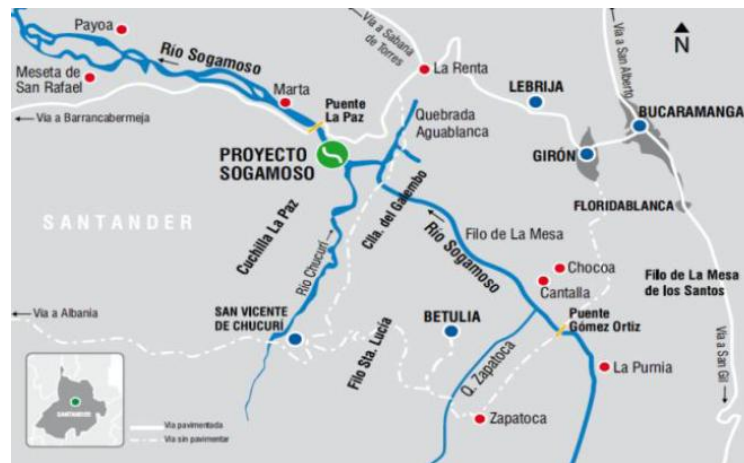 Payoa
Río Sogamoso
Meseta de
San Rafael
Marta
Puente
La Paz
Vía a Sabana
de Torres
La Renta
Vía a San Alberto
N
LEBRIJA
BUCARAMANGA
Vía a Barrancabermeja
PROYECTO
SOGAMOSO
Quebrada
Aguablanca
GIRÓN
FLORIDABLANCA
SANTANDER
Cuchilla La Paz
Clla. del Galembo
Río Chucurí
Río Sogamoso
Filo de La Mesa
Chocoa
Cantalla
Filo de La Mesa
de los Santos
Vía a Albania
SAN VICENTE
DE CHUCURÍ
Filo Sta. Lucía
BETULIA
Puente
Gómez Ortiz
Q. Zapatoca
La Purnia
Vía a San Gil
Zapatoca
SANTANDER
Vía pavimentada
Vía sin pavimentar